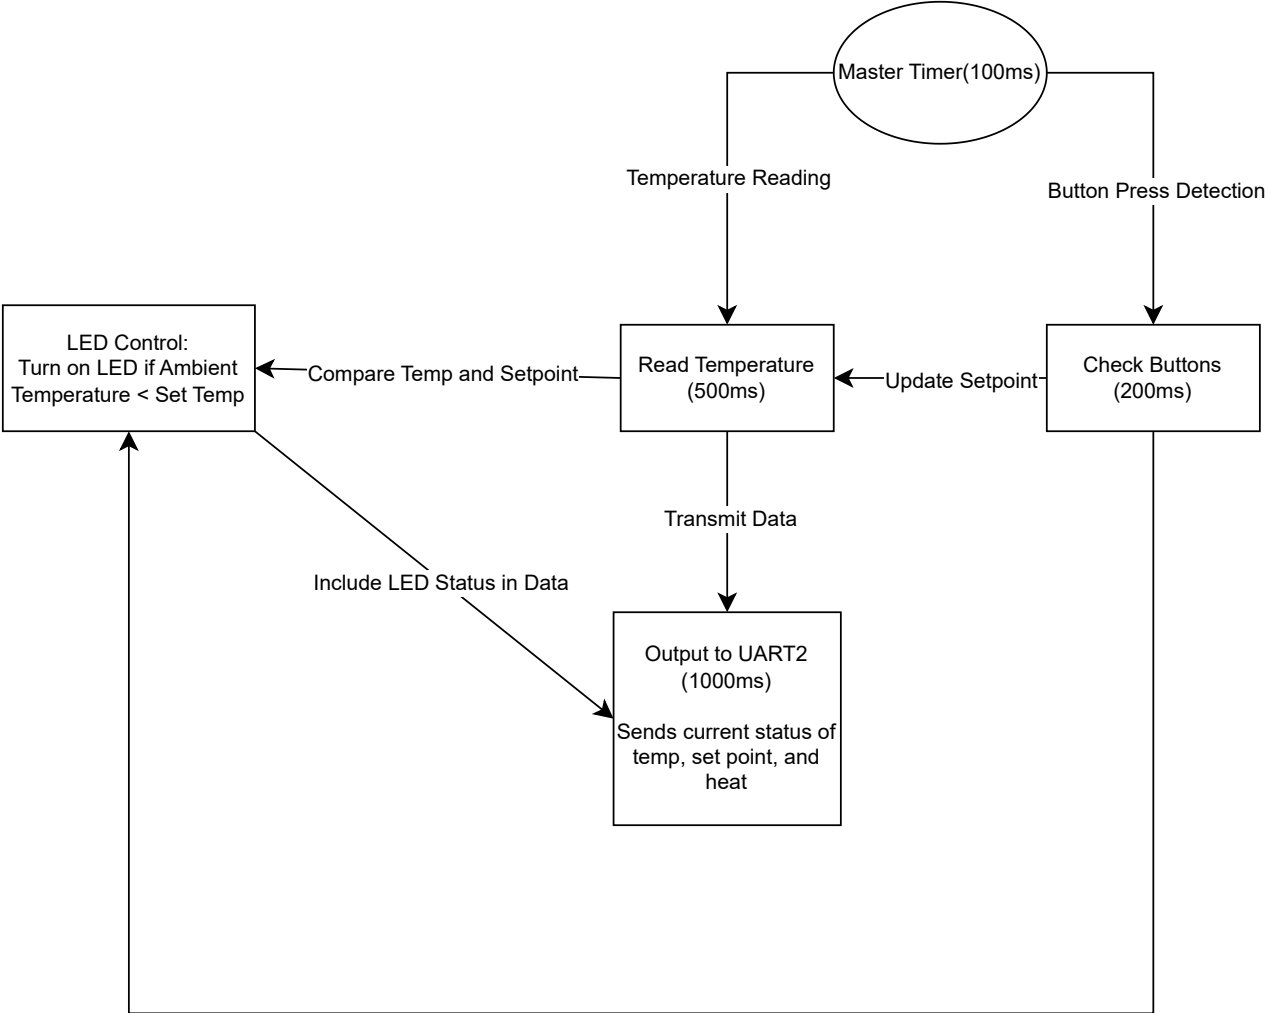 Master Timer(100ms)
Temperature Reading
Button Press Detection
LED Control:
Turn on LED if Ambient
Temperature < Set Temp
Compare Temp and Setpoint
Read Temperature
(500ms)
Update Setpoint
Check Buttons
(200ms)
Transmit Data
Include LED Status in Data
Output to UART2
(1000ms)
Sends current status of
temp, set point, and
heat